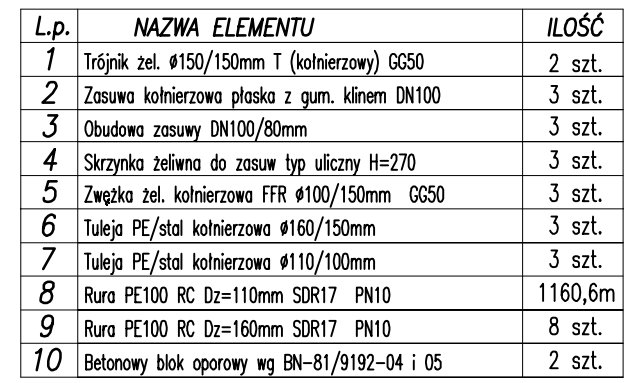 L.p. NAZWA ELEMENTU ILOŚĆ
1 Trójnik żel. ø150/150mm T (kołnierzowy) GG50 2 szt.
2 Zasuwa kołnierzowa płaska z gum. klinem DN100 3 szt.
3 Obudowa zasuwy DN100/80mm 3 szt.
4 Skrzynka żeliwna do zasuw typ uliczny H=270 3 szt.
5 Zwężka żel. kołnierzowa FFR ø100/150mm GG50 3 szt.
6 Tuleja PE/stal kołnierzowa ø160/150mm 3 szt.
7 Tuleja PE/stal kołnierzowa ø110/100mm 3 szt.
8 Rura PE100 RC Dz=110mm SDR17 PN10 1160,6m
9 Rura PE100 RC Dz=160mm SDR17 PN10 8 szt.
10 Betonowy blok oporowy wg BN-81/9192-04 i 05 2 szt.